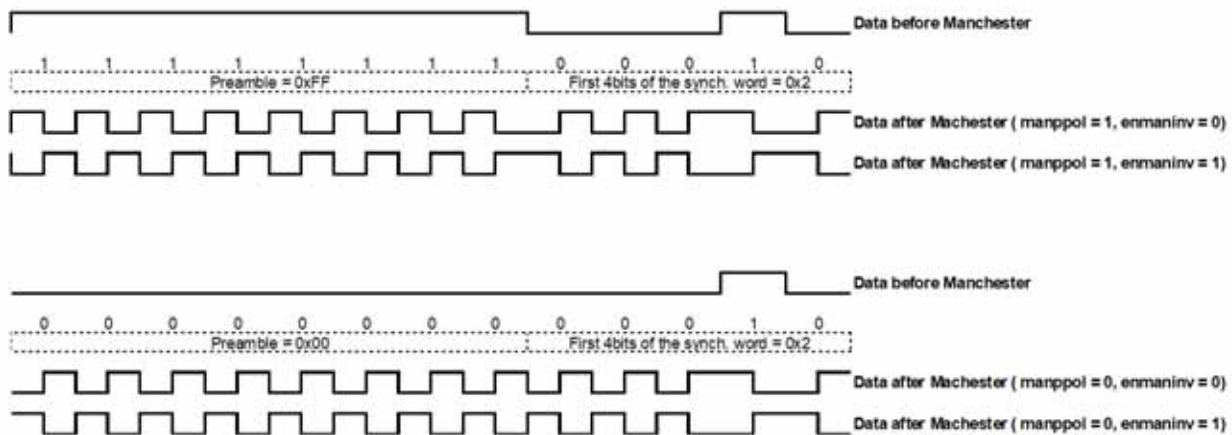 Data before Manchester
1 1 1 1 1 1 1 1 0 0 0 1 0
Preamble = 0xFF First 4bits of the synch. word = 0x2
Data after Machester ( manppol = 1, enmaninv = 0)
Data after Machester ( manppol = 1, enmaninv = 1)
Data before Manchester
0 0 0 0 0 0 0 0 0 0 0 1 0
Preamble = 0x00 First 4bits of the synch. word = 0x2
Data after Machester ( manppol = 0, enmaninv = 0)
Data after Machester ( manppol = 0, enmaninv = 1)